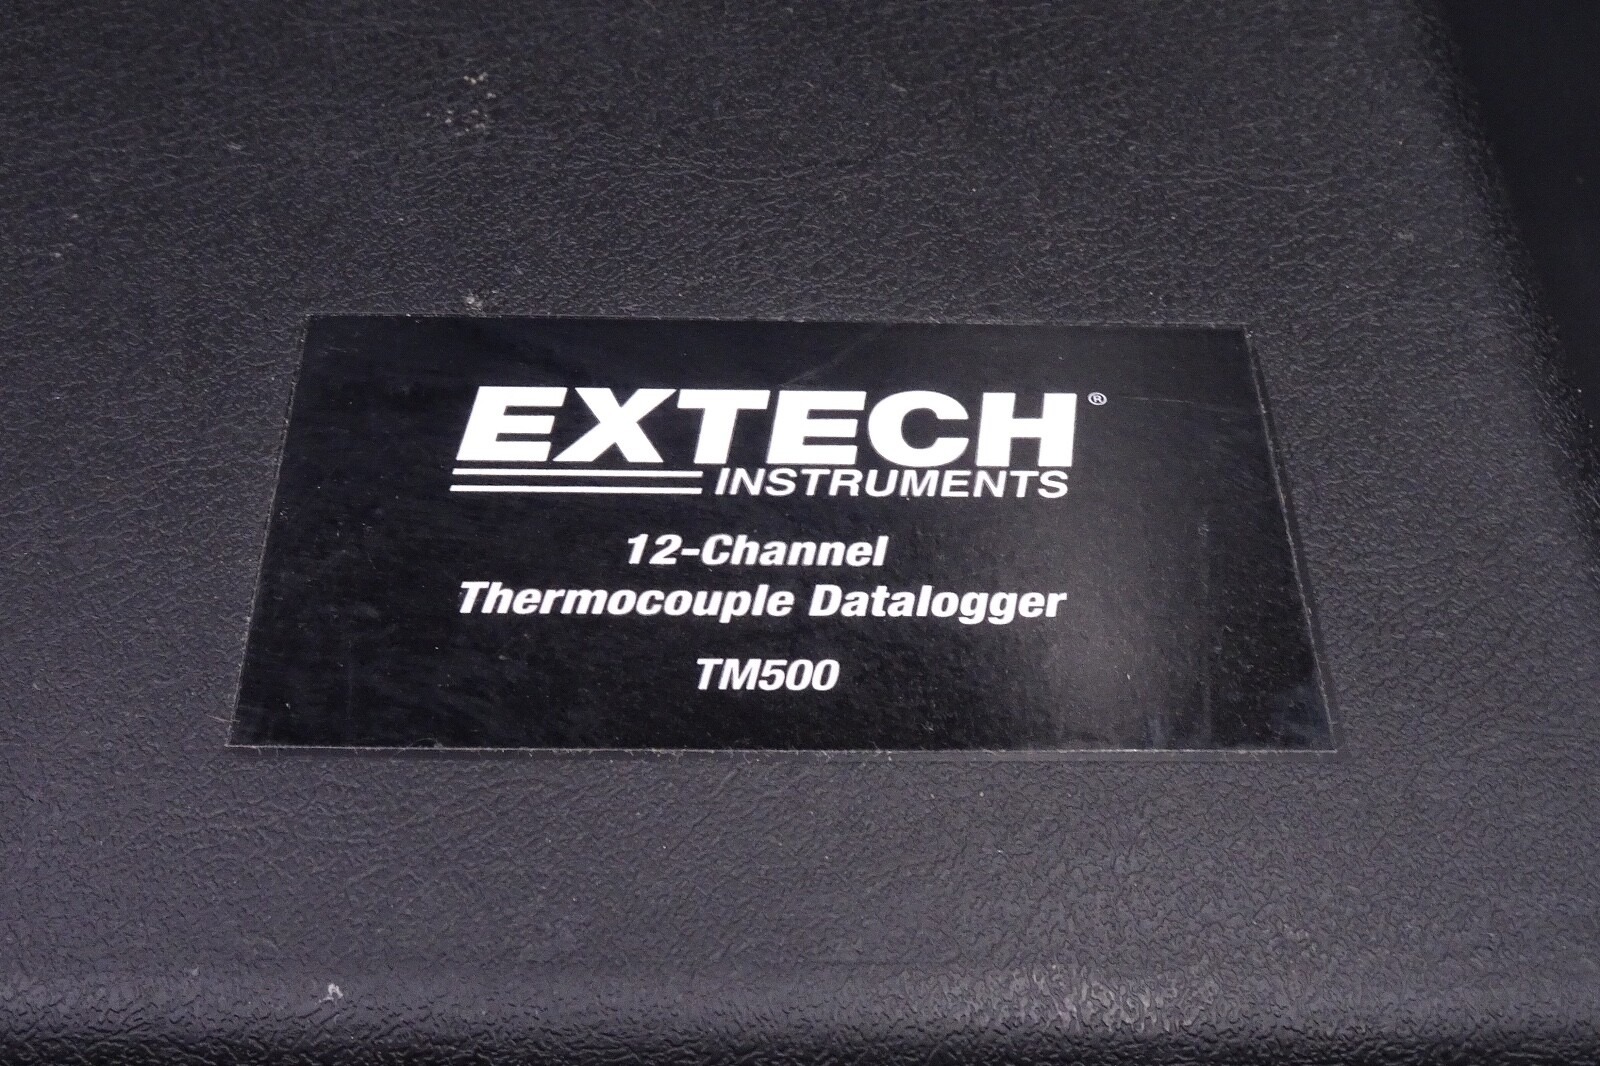 EXTECH®
INSTRUMENTS
12-Channel
Thermocouple Datalogger
TM500